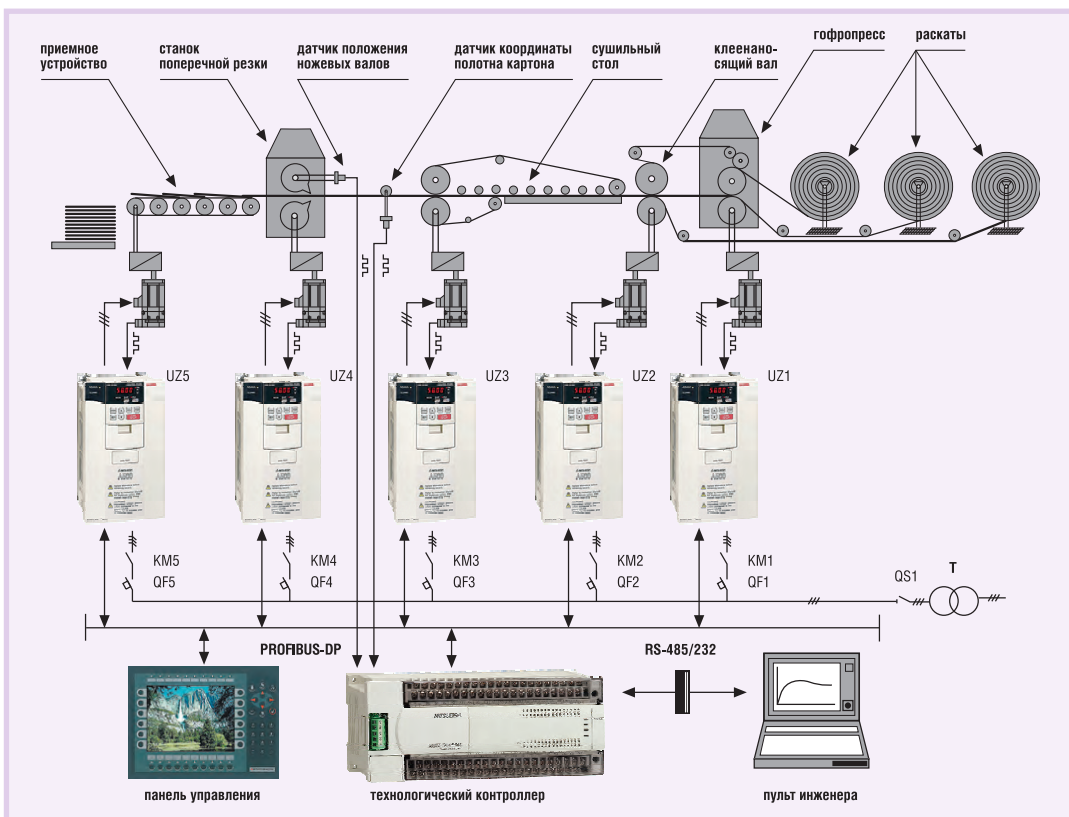 гофропресс
раскаты
приемное
устройство
станок
поперечной резки
датчик положения
ножевых валов
датчик координаты
полотна картона
сушильный
стол
клеенано-
сящий вал
UZ5
UZ4
UZ3
UZ2
UZ1
KM5
QF5
KM4
QF4
KM3
QF3
KM2
QF2
KM1
QF1
QS1
T
PROFIBUS-DP
RS-485/232
MITSUBISHI
панель управления
технологический контроллер
пульт инженера